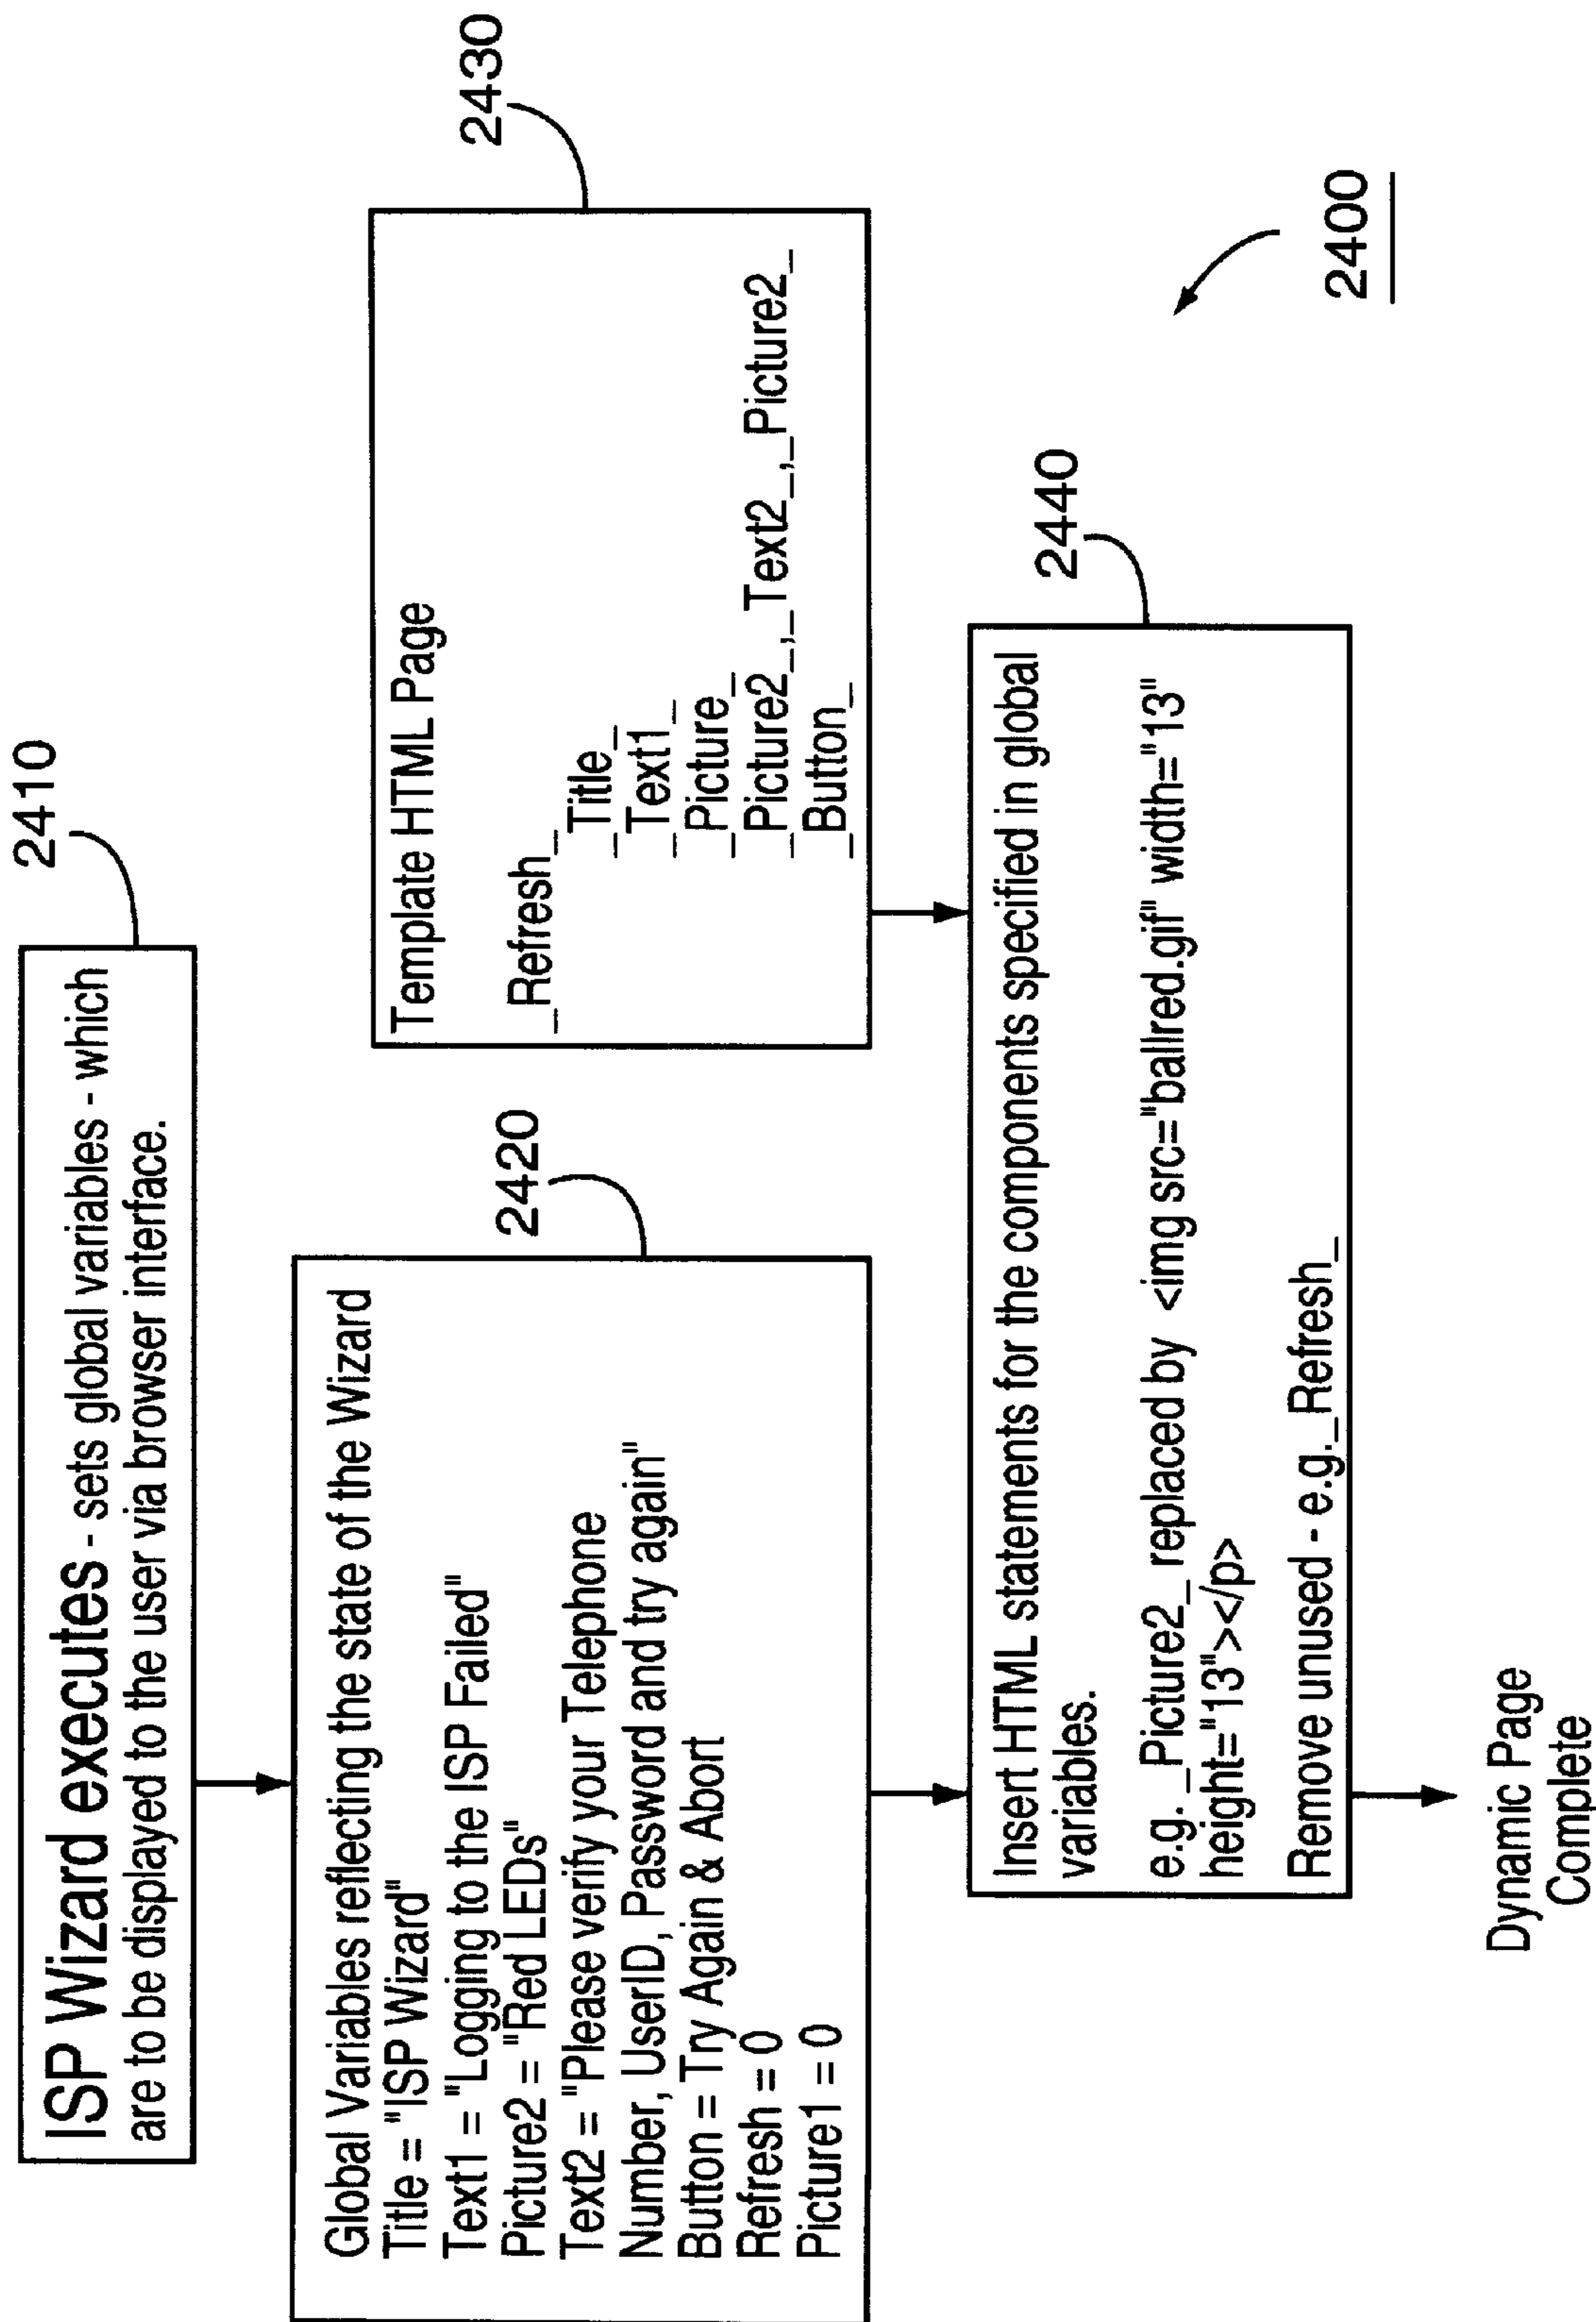 2410
ISP Wizard executes - sets global variables - which
are to be displayed to the user via browser interface.
2420
Global Variables reflecting the state of the Wizard
Title = "ISP Wizard"
Text1 = "Logging to the ISP Failed"
Picture2 = "Red LEDs"
Text2 = "Please verify your Telephone
Number, UserID, Password and try again"
Button = Try Again & Abort
Refresh = 0
Picture1 = 0
2430
Template HTML Page
_Refresh_
_Title_
_Text1_
_Picture_
_Picture2_,_Text2_,_Picture2_
_Button_
2440
Insert HTML statements for the components specified in global
variables.
e.g. _Picture2_ replaced by <img src="ballred.gif" width="13"
height="13"></p>
Remove unused - e.g._Refresh_
Dynamic Page
Complete
2400